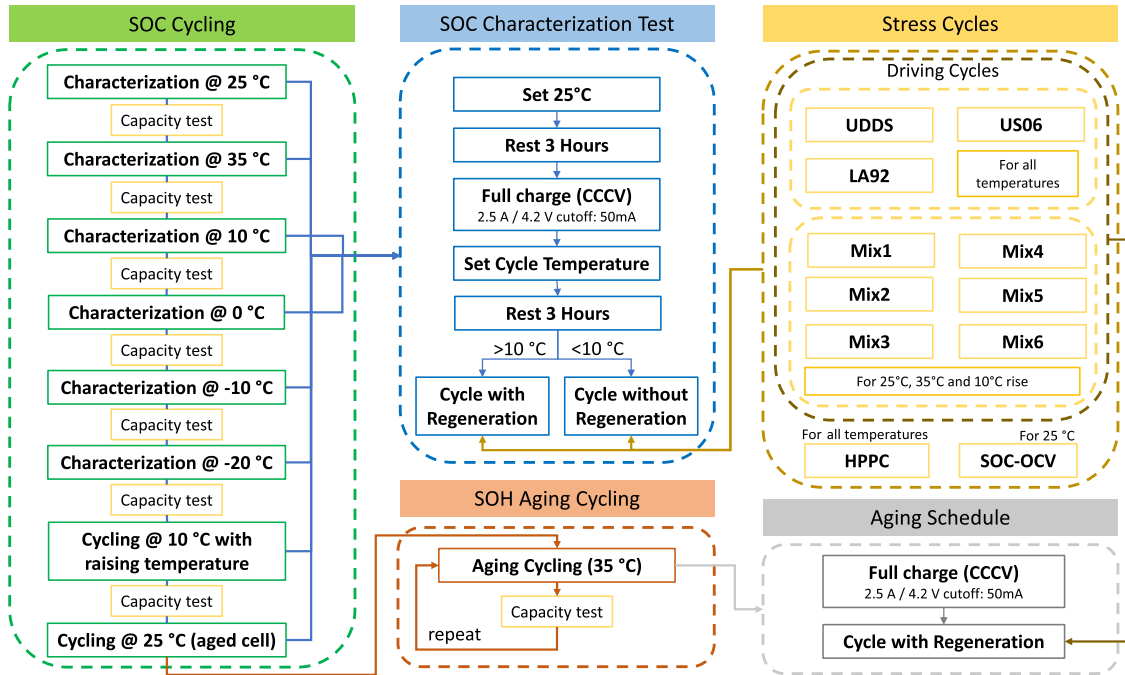 SOC Cycling
Characterization @ 25 °C
Capacity test
Characterization @ 35 °C
Capacity test
Characterization @ 10 °C
Capacity test
Characterization @ 0 °C
Capacity test
Characterization @ -10 °C
Capacity test
Characterization @ -20 °C
Capacity test
Cycling @ 10 °C with
raising temperature
Capacity test
Cycling @ 25 °C (aged cell)
SOC Characterization Test
Set 25°C
Rest 3 Hours
Full charge (CCCV)
2.5 A / 4.2 V cutoff: 50mA
Set Cycle Temperature
Rest 3 Hours
>10 °C
<10 °C
Cycle with
Regeneration
Cycle without
Regeneration
SOH Aging Cycling
Aging Cycling (35 °C)
Capacity test
repeat
Stress Cycles
Driving Cycles
UDDS
US06
LA92
For all
temperatures
Mix1
Mix4
Mix2
Mix5
Mix3
Mix6
For 25°C, 35°C and 10°C rise
For all temperatures
For 25 °C
HPPC
SOC-OCV
Aging Schedule
Full charge (CCCV)
2.5 A / 4.2 V cutoff: 50mA
Cycle with Regeneration